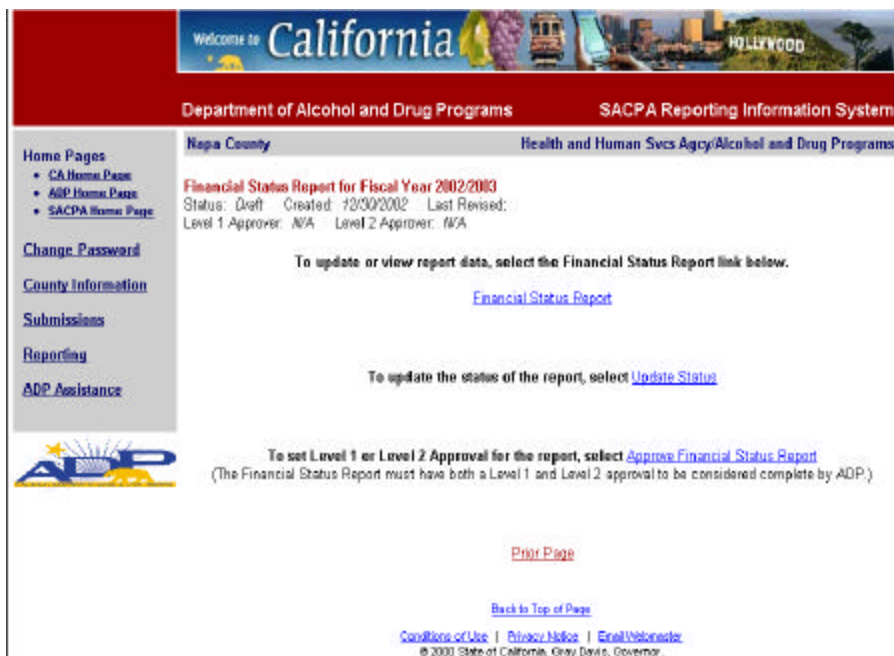 WELCOME to California
HOLLYWOOD
Department of Alcohol and Drug Programs SACPA Reporting Information System
Napa County Health and Human Svcs Agcy/Alcohol and Drug Programs
Home Pages
• CA Home Page
• ADP Home Page
• SACPA Home Page
Change Password
County Information
Submissions
Reporting
ADP Assistance
ADP
Financial Status Report for Fiscal Year 2002/2003
Status: Draft Created: 12/30/2002 Last Revised:
Level 1 Approver: N/A Level 2 Approver: N/A
To update or view report data, select the Financial Status Report link below.
Financial Status Report
To update the status of the report, select Update Status
To set Level 1 or Level 2 Approval for the report, select Approve Financial Status Report
(The Financial Status Report must have both a Level 1 and Level 2 approval to be considered complete by ADP.)
Prior Page
Back to Top of Page
Conditions of Use | Privacy Notice | Email Webmaster
© 2000 State of California. Gray Davis, Governor.